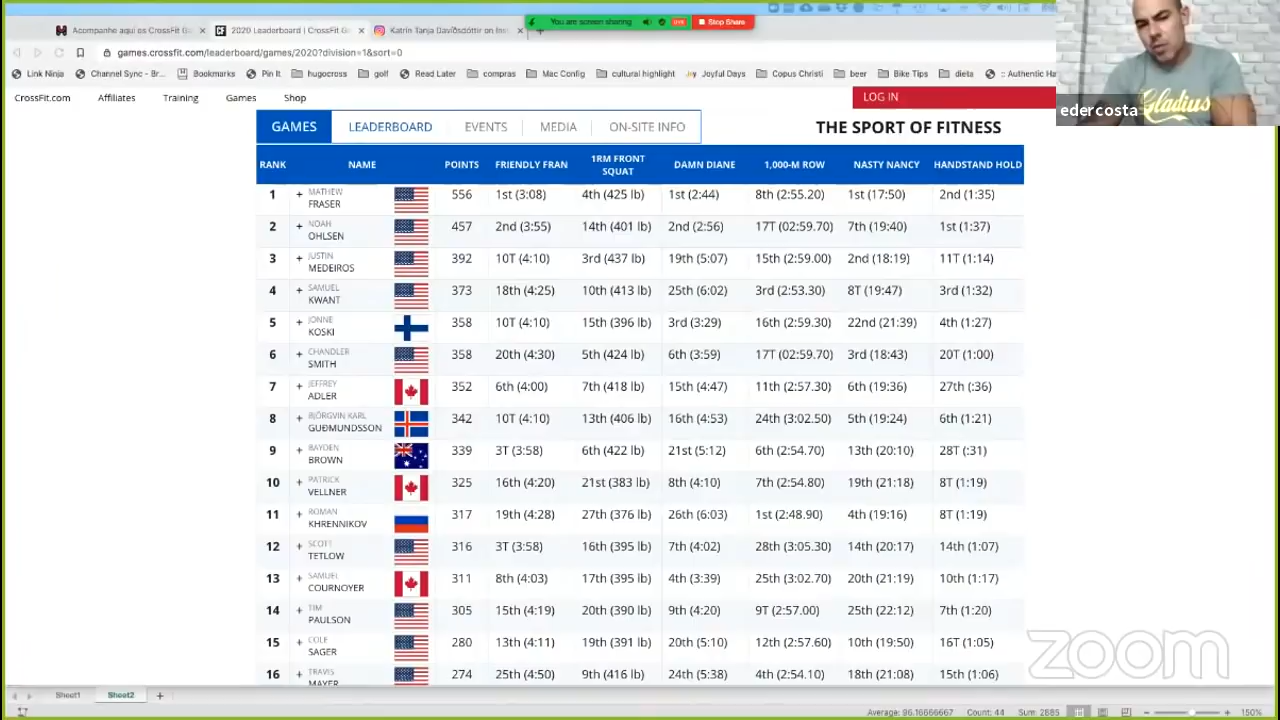 You are screen sharing LIVE Stop Share
Acompanhe aqui os CrossFit Ga × 2020 Leaderboard | CrossFit G × Katrín Tanja Davíðsdóttir on Inst × +
games.crossfit.com/leaderboard/games/2020?division=1&sort=0
Link Ninja Channel Sync - Br... Bookmarks Pin It hugocross golf Read Later compras Mac Config cultural highlight Joyful Days Copus Christi beer Bike Tips dieta :: Authentic Ha
edercosta
Gladius
CrossFit.com Affiliates Training Games Shop LOG IN
GAMES LEADERBOARD EVENTS MEDIA ON-SITE INFO THE SPORT OF FITNESS
RANK NAME POINTS FRIENDLY FRAN 1RM FRONT SQUAT DAMN DIANE 1,000-M ROW NASTY NANCY HANDSTAND HOLD
1 + MATHEW FRASER 556 1st (3:08) 4th (425 lb) 1st (2:44) 8th (2:55.20) (17:50) 2nd (1:35)
2 + NOAH OHLSEN 457 2nd (3:55) 14th (401 lb) 2nd (2:56) 17T (02:59.70) 7th (19:40) 1st (1:37)
3 + JUSTIN MEDEIROS 392 10T (4:10) 3rd (437 lb) 19th (5:07) 15th (2:59.00) 2nd (18:19) 11T (1:14)
4 + SAMUEL KWANT 373 18th (4:25) 10th (413 lb) 25th (6:02) 3rd (2:53.30) (19:47) 3rd (1:32)
5 + JONNE KOSKI 358 10T (4:10) 15th (396 lb) 3rd (3:29) 16th (2:59.30) 22nd (21:39) 4th (1:27)
6 + CHANDLER SMITH 358 20th (4:30) 5th (424 lb) 6th (3:59) 17T (02:59.70) 3rd (18:43) 20T (1:00)
7 + JEFFREY ADLER 352 6th (4:00) 7th (418 lb) 15th (4:47) 11th (2:57.30) 6th (19:36) 27th (:36)
8 + BJÖRGVIN KARL GUÐMUNDSSON 342 10T (4:10) 13th (406 lb) 16th (4:53) 24th (3:02.50) 5th (19:24) 6th (1:21)
9 + BAYDEN BROWN 339 3T (3:58) 6th (422 lb) 21st (5:12) 6th (2:54.70) 13th (20:10) 28T (:31)
10 + PATRICK VELLNER 325 16th (4:20) 21st (383 lb) 8th (4:10) 7th (2:54.80) 19th (21:18) 8T (1:19)
11 + ROMAN KHRENNIKOV 317 19th (4:28) 27th (376 lb) 26th (6:03) 1st (2:48.90) 4th (19:16) 8T (1:19)
12 + SCOTT TETLOW 316 3T (3:58) 16th (395 lb) 7th (4:02) 28th (3:05.30) 14th (20:17) 14th (1:07)
13 + SAMUEL COURNOYER 311 8th (4:03) 17th (395 lb) 4th (3:39) 25th (3:02.70) 20th (21:19) 10th (1:17)
14 + TIM PAULSON 305 15th (4:19) 20th (390 lb) 9th (4:20) 9T (2:57.00) 25th (22:12) 7th (1:20)
15 + COLE SAGER 280 13th (4:11) 19th (391 lb) 20th (5:10) 12th (2:57.60) (19:50) 16T (1:05)
16 + TRAVIS MAYER 274 25th (4:50) 9th (416 lb) 24th (5:38) 4th (2:54.10) 18th (21:08) 15th (1:06)
zoom
Sheet1 Sheet2 +
Average: 96.16666667 Count: 44 Sum: 2885 150%